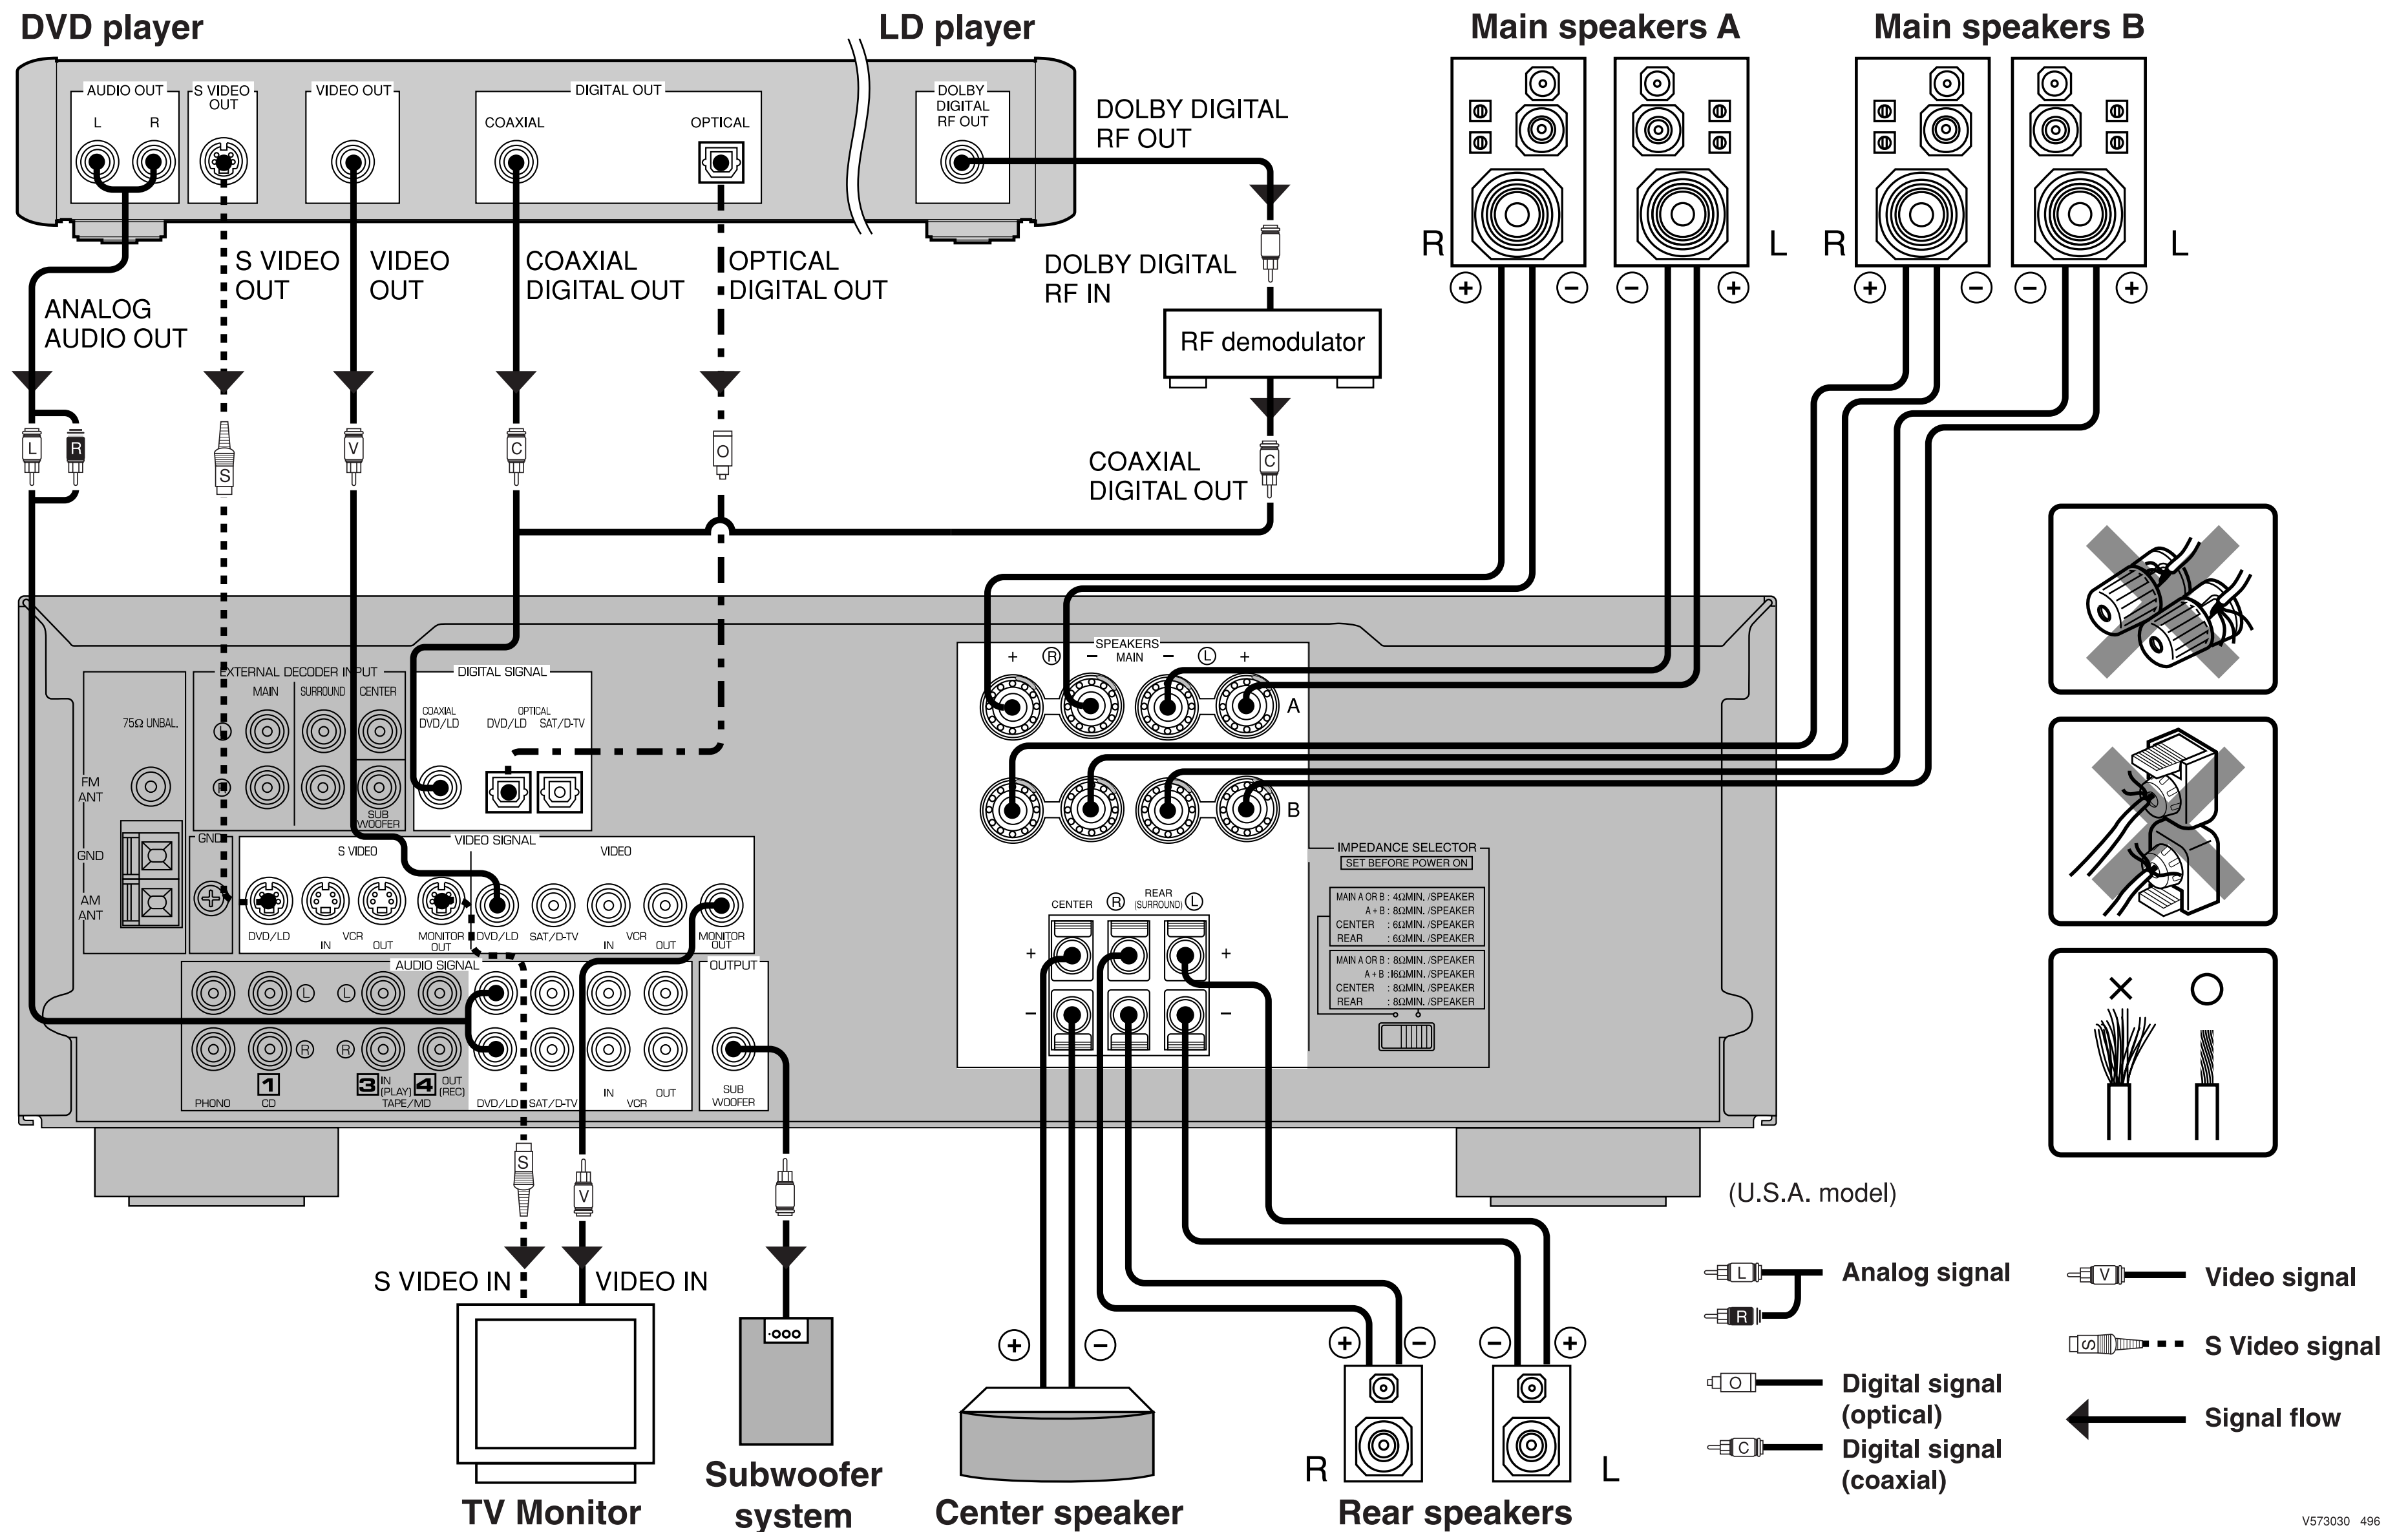 DVD player
LD player
Main speakers A
Main speakers B
AUDIO OUT
L R
S VIDEO
OUT
VIDEO OUT
DIGITAL OUT
COAXIAL
OPTICAL
DOLBY
DIGITAL
RF OUT
DOLBY DIGITAL
RF OUT
R
L
R
L
+ − − +
+ − − +
ANALOG
AUDIO OUT
S VIDEO
OUT
VIDEO
OUT
COAXIAL
DIGITAL OUT
OPTICAL
DIGITAL OUT
DOLBY DIGITAL
RF IN
RF demodulator
L R S V C O C
COAXIAL
DIGITAL OUT
75Ω UNBAL.
FM
ANT
GND
AM
ANT
GND
EXTERNAL DECODER INPUT
MAIN
SURROUND
CENTER
L
R
SUB
WOOFER
DIGITAL SIGNAL
COAXIAL
DVD/LD
OPTICAL
DVD/LD SAT/D-TV
VIDEO SIGNAL
S VIDEO
VIDEO
DVD/LD
IN
VCR
OUT
MONITOR
OUT
DVD/LD
SAT/D-TV
IN
VCR
OUT
MONITOR
OUT
AUDIO SIGNAL
OUTPUT
L L
R R
PHONO
1
CD
3
IN
(PLAY)
4
OUT
(REC)
TAPE/MD
DVD/LD
SAT/D-TV
IN
VCR
OUT
SUB
WOOFER
SPEAKERS
+ R − MAIN − L +
A
B
CENTER
R
REAR
(SURROUND)
L
+ +
− −
IMPEDANCE SELECTOR
SET BEFORE POWER ON
MAIN A OR B : 4ΩMIN. /SPEAKER
A + B : 8ΩMIN. /SPEAKER
CENTER : 6ΩMIN. /SPEAKER
REAR : 6ΩMIN. /SPEAKER
MAIN A OR B : 8ΩMIN. /SPEAKER
A + B : 16ΩMIN. /SPEAKER
CENTER : 8ΩMIN. /SPEAKER
REAR : 8ΩMIN. /SPEAKER
S
V
S VIDEO IN
VIDEO IN
+ −
+ − − +
R
L
TV Monitor
Subwoofer
system
Center speaker
Rear speakers
(U.S.A. model)
L
R
Analog signal
O
Digital signal
(optical)
C
Digital signal
(coaxial)
V
Video signal
S
S Video signal
Signal flow
V573030 496